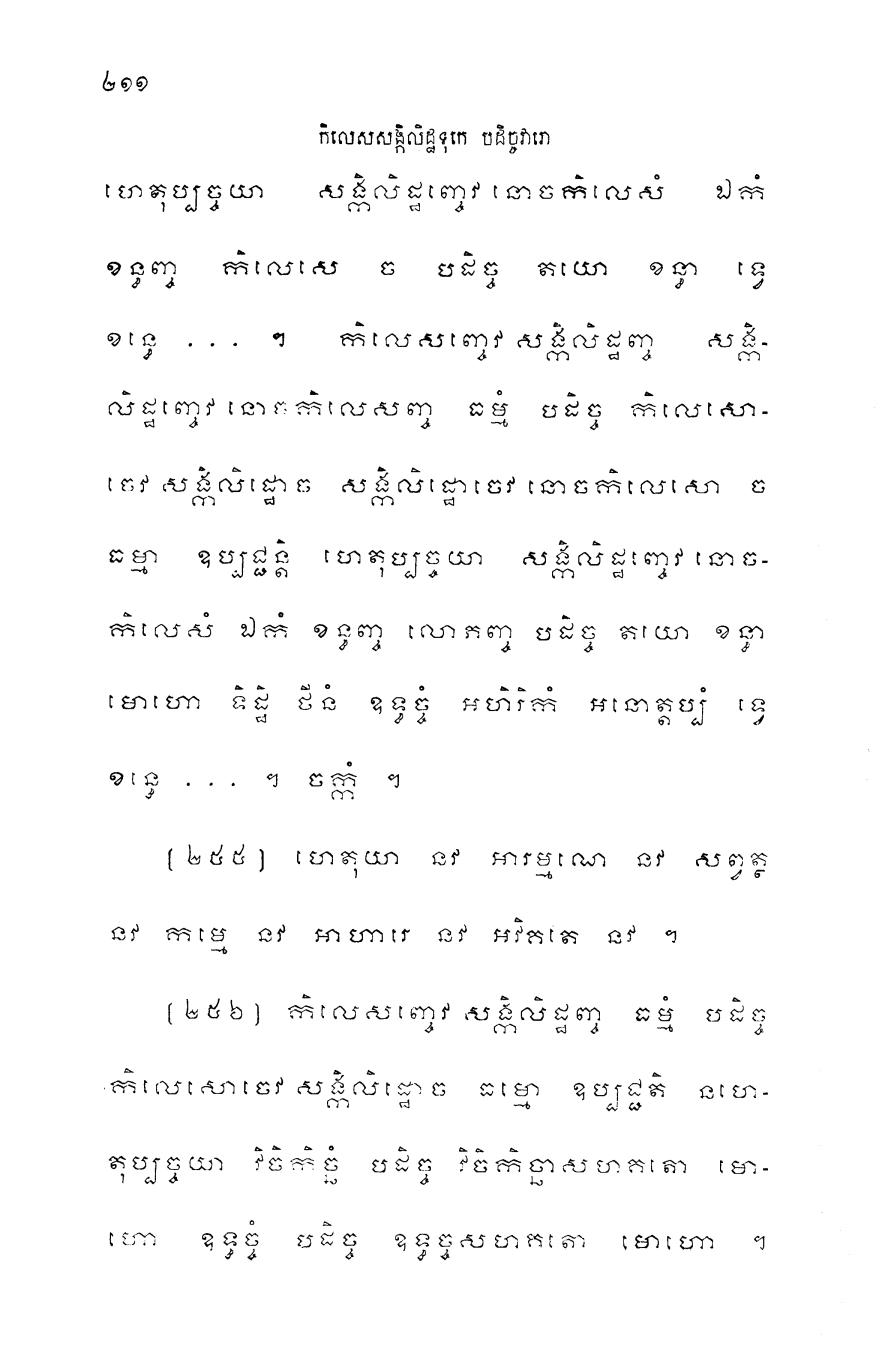 ២១១
កិលេសសង្កិលិដ្ឋទុកេ បដិច្ចវារោ
ហេតុប្បច្ចយា សង្កិលិដ្ឋញ្ចេវ នោចកិលេសំ ឯកំ
ខន្ធញ្ច កិលេសេ ច បដិច្ច តយោ ខន្ធា ទ្វេ
ខន្ធេ ... ។ កិលេសញ្ចេវ សង្កិលិដ្ឋញ្ច សង្កិ-
លិដ្ឋញ្ចេវ នោចកិលេសញ្ច ធម្មំ បដិច្ច កិលេសោ-
ចេវ សង្កិលិដ្ឋោច សង្កិលិដ្ឋោចេវ នោចកិលេសោ ច
ធម្មា ឧប្បជ្ជន្តិ ហេតុប្បច្ចយា សង្កិលិដ្ឋញ្ចេវ នោច-
កិលេសំ ឯកំ ខន្ធញ្ច លោភញ្ច បដិច្ច តយោ ខន្ធា
មោហោ ទិដ្ឋិ ថីនំ ឧទ្ធច្ចំ អហិរិកំ អនោត្តប្បំ ទ្វេ
ខន្ធេ ... ។ ចក្កំ ។
[២៥៥] ហេតុយា នវ អារម្មណេ នវ សព្វត្ថ
នវ កម្មេ នវ អាហារេ នវ អវិគតេ នវ ។
[២៥៦] កិលេសញ្ចេវ សង្កិលិដ្ឋញ្ច ធម្មំ បដិច្ច
កិលេសោចេវ សង្កិលិដ្ឋោច ធម្មោ ឧប្បជ្ជតិ នហេ-
តុប្បច្ចយា វិចិកិច្ឆំ បដិច្ច វិចិកិច្ឆាសហគតោ មោ-
ហោ ឧទ្ធច្ចំ បដិច្ច ឧទ្ធច្ចសហគតោ មោហោ ។